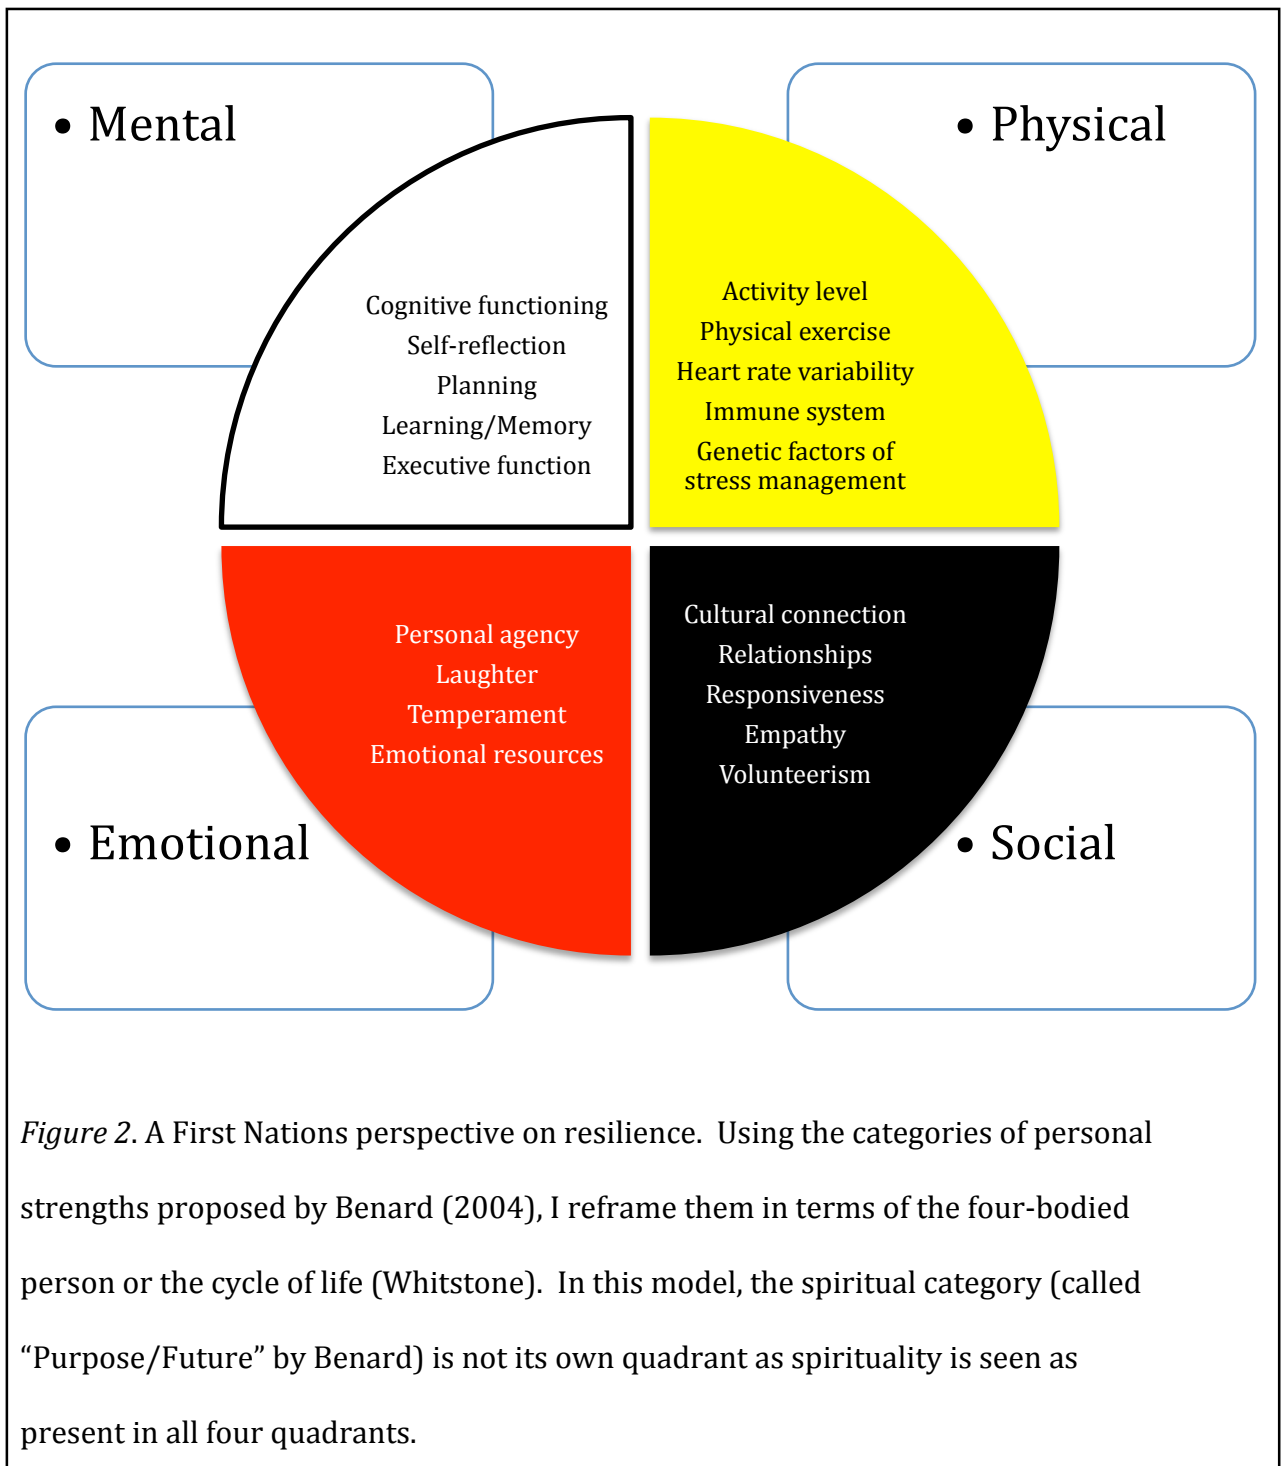 • Mental
• Physical
Cognitive functioning
Self-reflection
Planning
Learning/Memory
Executive function
Activity level
Physical exercise
Heart rate variability
Immune system
Genetic factors of
stress management
Personal agency
Laughter
Temperament
Emotional resources
Cultural connection
Relationships
Responsiveness
Empathy
Volunteerism
• Emotional
• Social
Figure 2. A First Nations perspective on resilience.  Using the categories of personal
strengths proposed by Benard (2004), I reframe them in terms of the four-bodied
person or the cycle of life (Whitstone).  In this model, the spiritual category (called
“Purpose/Future” by Benard) is not its own quadrant as spirituality is seen as
present in all four quadrants.